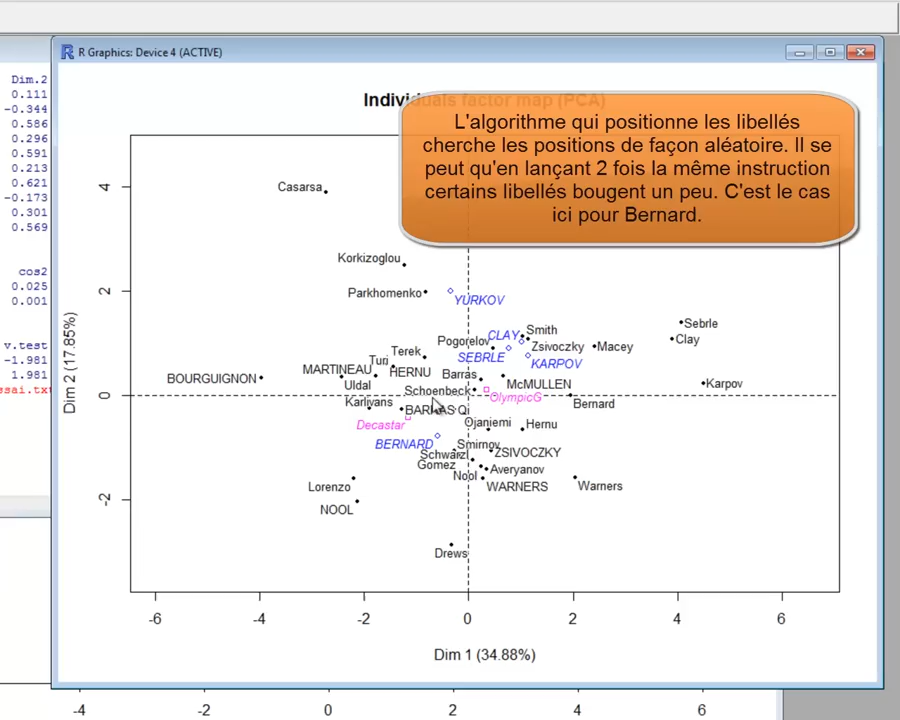 R Graphics: Device 4 (ACTIVE)
Dim.2
0.111
-0.344
0.586
0.296
0.591
0.213
0.621
-0.173
0.301
0.569
cos2
0.025
0.001
v.test
-1.981
1.981
Individuals factor map (PCA)
L'algorithme qui positionne les libellés
cherche les positions de façon aléatoire. Il se
peut qu'en lançant 2 fois la même instruction
certains libellés bougent un peu. C'est le cas
ici pour Bernard.
Casarsa
Korkizoglou
Parkhomenko
YURKOV
Sebrle
Smith
CLAY
Clay
Pogorelov
Zsivoczky
Macey
Terek
SEBRLE
Turi
KARPOV
MARTINEAU
HERNU
Barras
BOURGUIGNON
Uldal
McMULLEN
Karpov
Schoenbeck
OlympicG
Karlivans
Bernard
BARRAS
Qi
Decastar
Ojaniemi
Hernu
BERNARD
Smirnov
Schwarzl
ZSIVOCZKY
Gomez
Averyanov
Nool
Lorenzo
WARNERS
Warners
NOOL
Drews
Dim 2 (17.85%)
4
2
0
-2
-6
-4
-2
0
2
4
6
Dim 1 (34.88%)
-4
-2
0
2
4
6